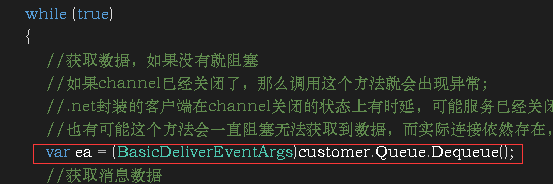 while (true)
{
//获取数据，如果没有就阻塞
//如果channel已经关闭了，那么调用这个方法就会出现异常；
//.net封装的客户端在channel关闭的状态上有时延，可能服务已经关闭
//也有可能这个方法会一直阻塞无法获取到数据，而实际连接依然存在，
var ea = (BasicDeliverEventArgs)customer.Queue.Dequeue();
//获取消息数据